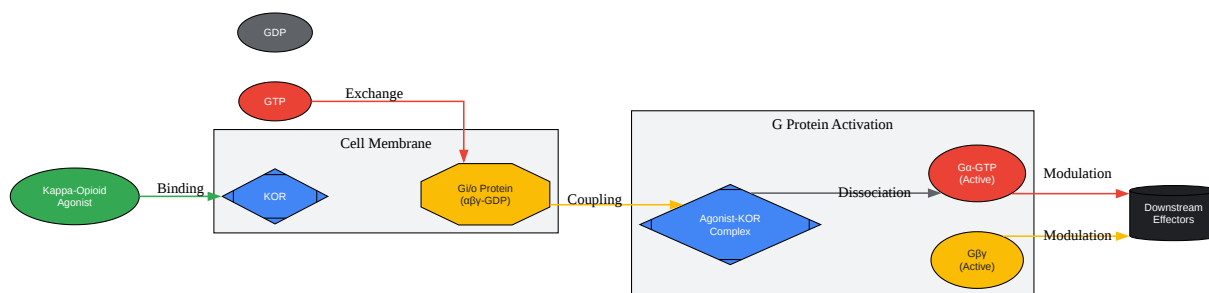 GDP
GTP
Exchange
Cell Membrane
Kappa-Opioid
Agonist
Binding
KOR
Gi/o Protein
(αβγ-GDP)
Coupling
G Protein Activation
Agonist-KOR
Complex
Dissociation
Gα-GTP
(Active)
Gβγ
(Active)
Modulation
Modulation
Downstream
Effectors